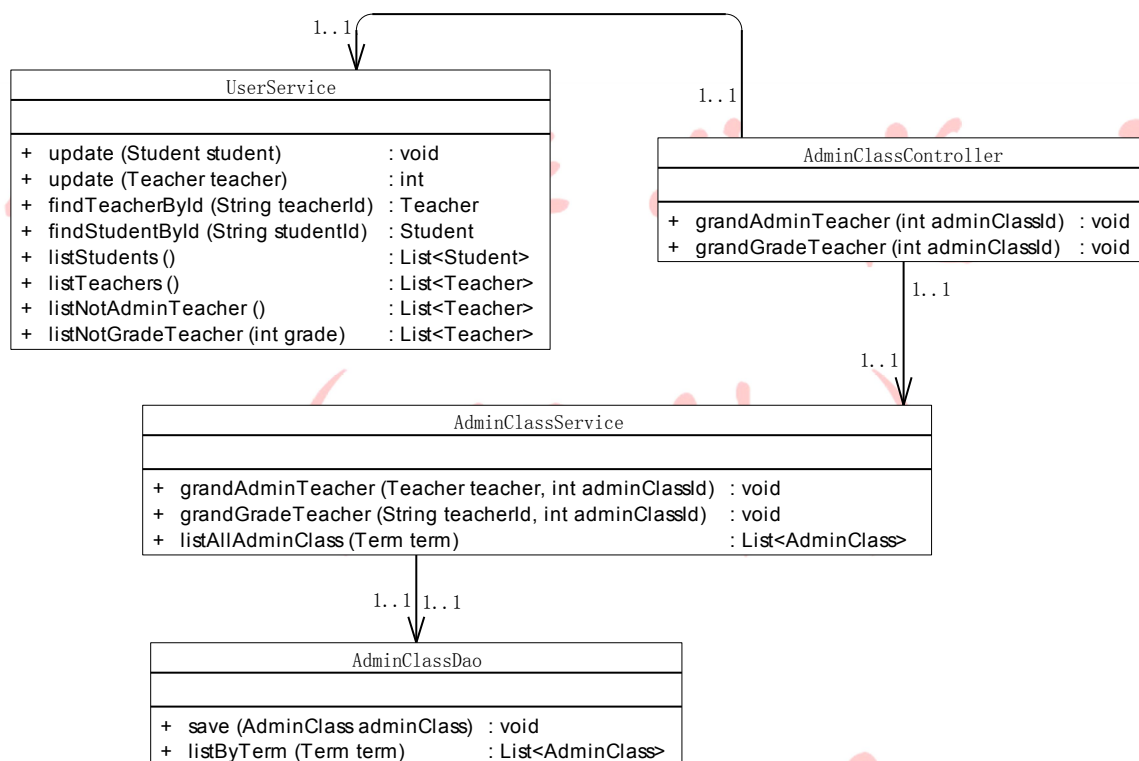 1..1
UserService
+ update (Student student) : void
+ update (Teacher teacher) : int
+ findTeacherById (String teacherId) : Teacher
+ findStudentById (String studentId) : Student
+ listStudents () : List<Student>
+ listTeachers () : List<Teacher>
+ listNotAdminTeacher () : List<Teacher>
+ listNotGradeTeacher (int grade) : List<Teacher>
1..1
AdminClassController
+ grandAdminTeacher (int adminClassId) : void
+ grandGradeTeacher (int adminClassId) : void
1..1
1..1
AdminClassService
+ grandAdminTeacher (Teacher teacher, int adminClassId) : void
+ grandGradeTeacher (String teacherId, int adminClassId) : void
+ listAllAdminClass (Term term) : List<AdminClass>
1..1 1..1
AdminClassDao
+ save (AdminClass adminClass) : void
+ listByTerm (Term term) : List<AdminClass>